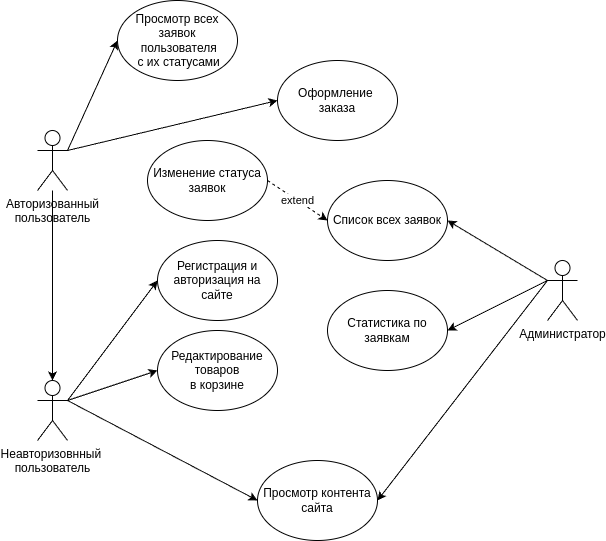 Просмотр всех
заявок
пользователя
с их статусами
Оформление
заказа
Изменение статуса
заявок
extend
Авторизованный
пользователь
Список всех заявок
Регистрация и
авторизация на
сайте
Статистика по
заявкам
Администратор
Редактирование
товаров
в корзине
Неавторизовнный
пользователь
Просмотр контента
сайта